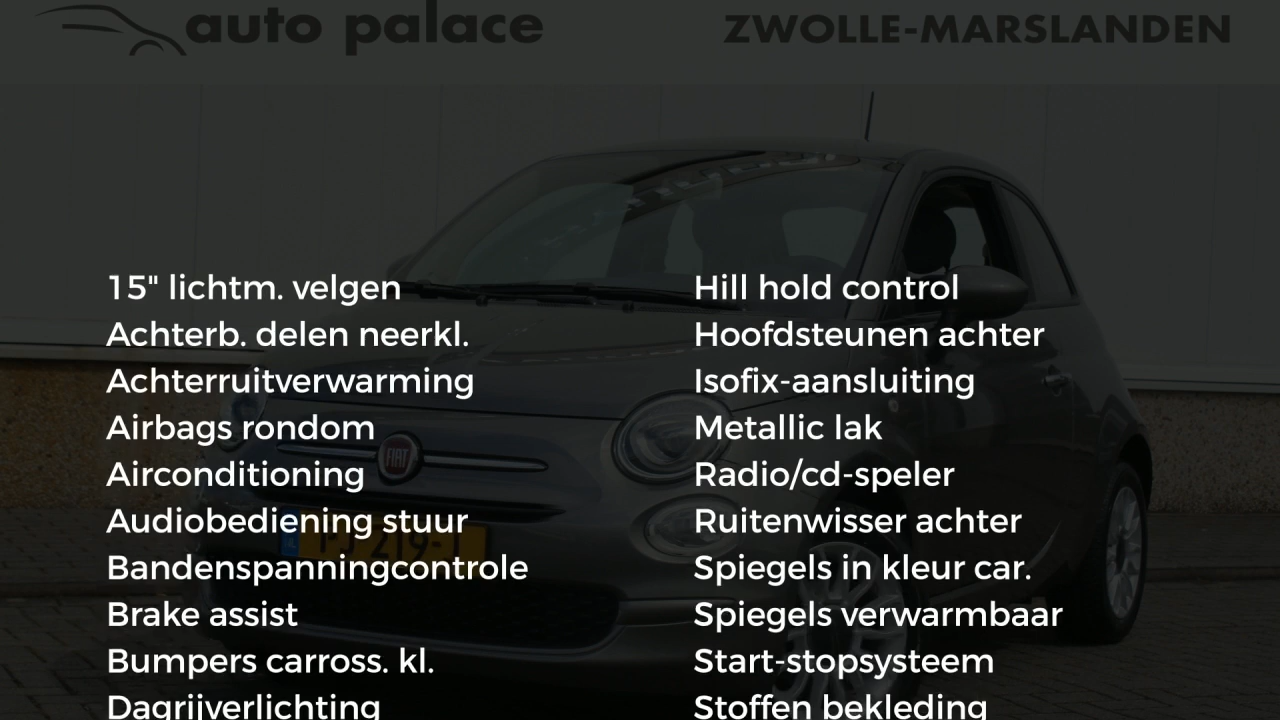 auto palace
ZWOLLE-MARSLANDEN
15" lichtm. velgen
Achterb. delen neerkl.
Achterruitverwarming
Airbags rondom
Airconditioning
Audiobediening stuur
Bandenspanningcontrole
Brake assist
Bumpers carross. kl.
Dagrijverlichting
Hill hold control
Hoofdsteunen achter
Isofix-aansluiting
Metallic lak
Radio/cd-speler
Ruitenwisser achter
Spiegels in kleur car.
Spiegels verwarmbaar
Start-stopsysteem
Stoffen bekleding
FIAT